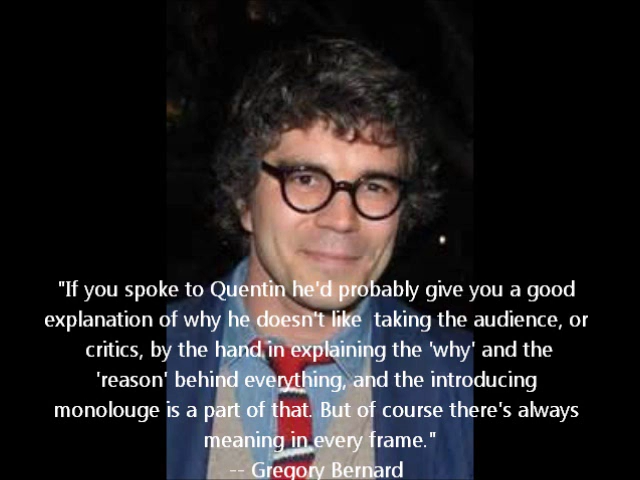 "If you spoke to Quentin he'd probably give you a good
explanation of why he doesn't like  taking the audience, or
critics, by the hand in explaining the 'why' and the
'reason' behind everything, and the introducing
monolouge is a part of that. But of course there's always
meaning in every frame."
-- Gregory Bernard